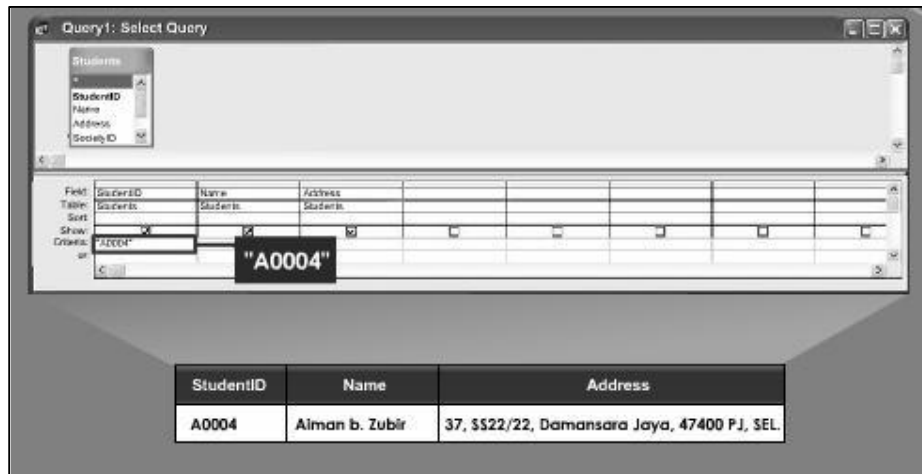 Query1: Select Query
Students
*
StudentID
Name
Address
SocietyID
Field: StudentID Name Address
Table: Students Students Students
Sort:
Show:
Criteria: "A0004"
or:
"A0004"
StudentID Name Address
A0004 Aiman b. Zubir 37, SS22/22, Damansara Jaya, 47400 PJ, SEL.